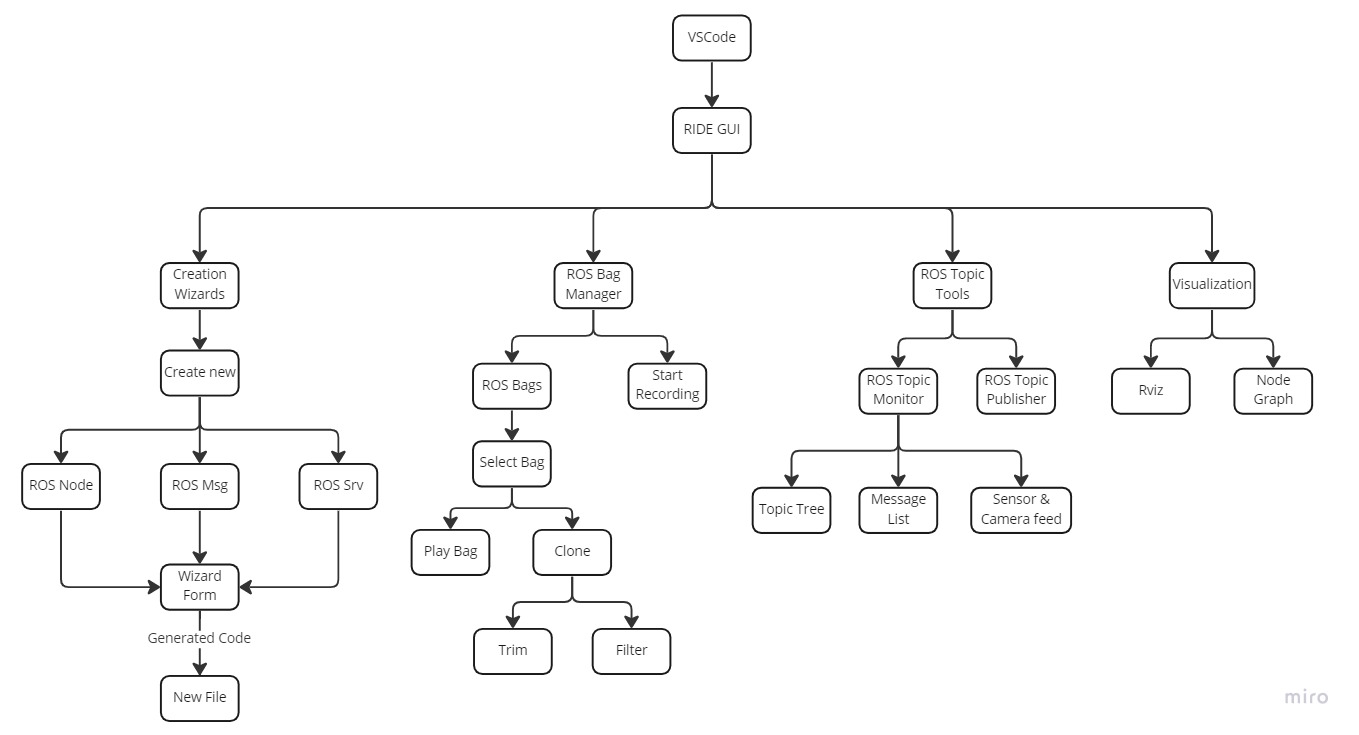 VSCode
RIDE GUI
Creation
Wizards
ROS Bag
Manager
ROS Topic
Tools
Visualization
Create new
ROS Bags
Start
Recording
ROS Topic
Monitor
ROS Topic
Publisher
Rviz
Node
Graph
ROS Node
ROS Msg
ROS Srv
Select Bag
Topic Tree
Message
List
Sensor &
Camera feed
Play Bag
Clone
Wizard
Form
Generated Code
Trim
Filter
New File
miro